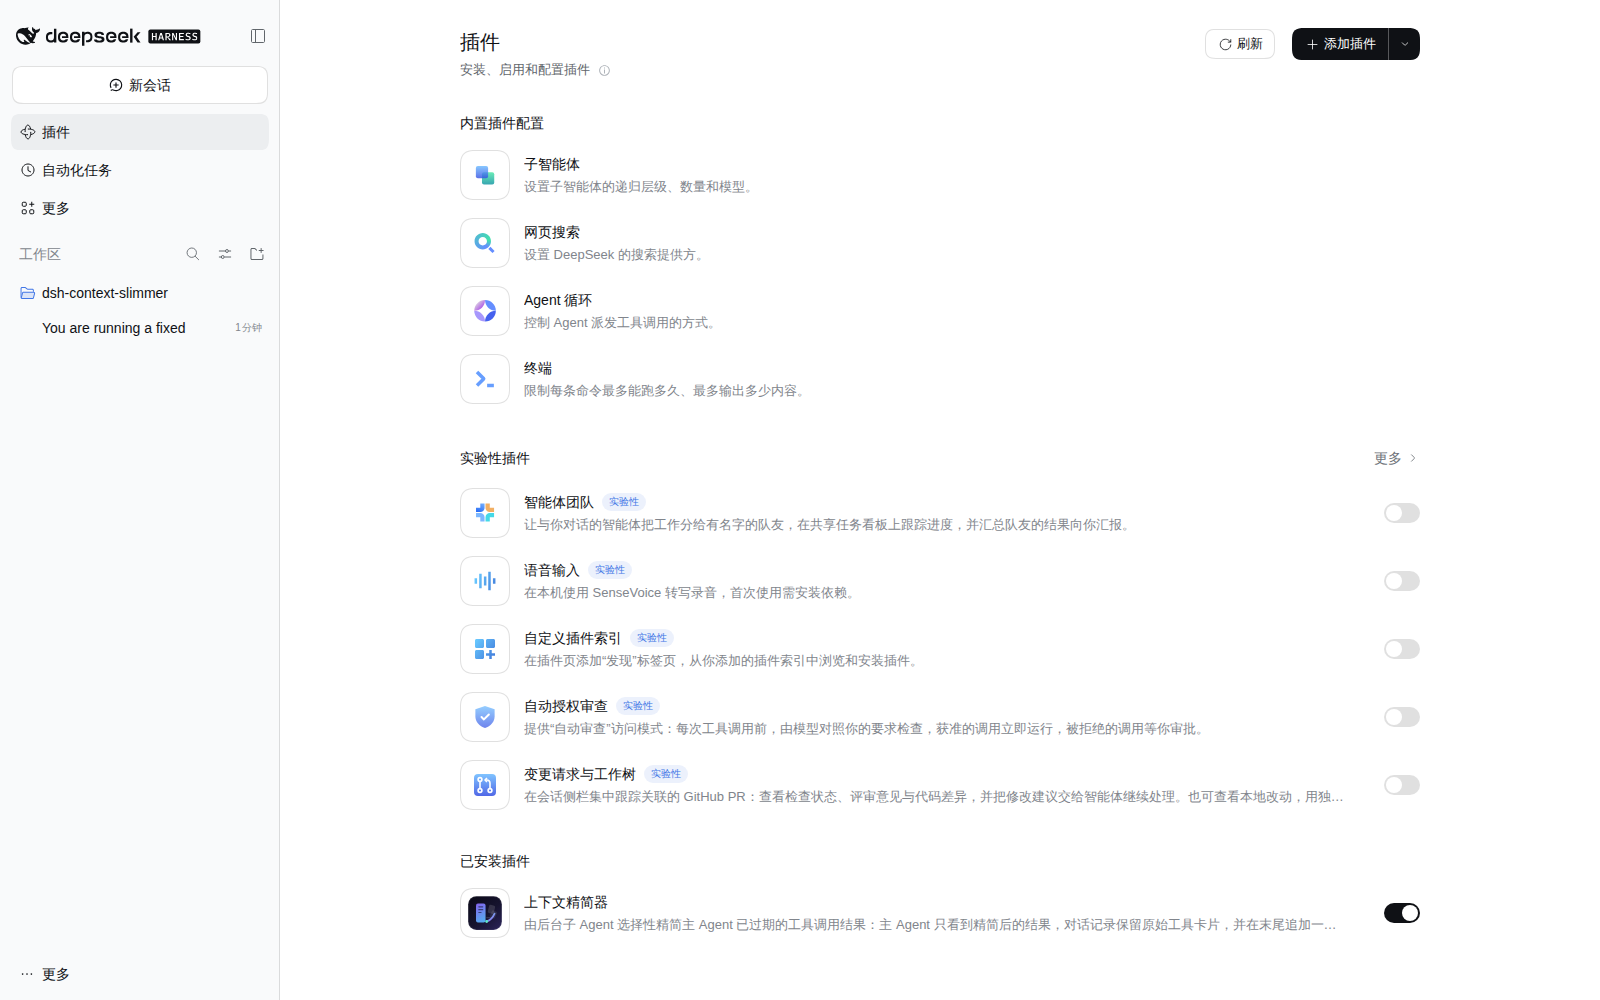 deepseek HARNESS
新会话
插件
自动化任务
更多
工作区
dsh-context-slimmer
You are running a fixed 1分钟
更多
插件
安装、启用和配置插件
刷新
添加插件
内置插件配置
子智能体
设置子智能体的递归层级、数量和模型。
网页搜索
设置 DeepSeek 的搜索提供方。
Agent 循环
控制 Agent 派发工具调用的方式。
终端
限制每条命令最多能跑多久、最多输出多少内容。
实验性插件 更多
智能体团队 实验性
让与你对话的智能体把工作分给有名字的队友，在共享任务看板上跟踪进度，并汇总队友的结果向你汇报。
语音输入 实验性
在本机使用 SenseVoice 转写录音，首次使用需安装依赖。
自定义插件索引 实验性
在插件页添加“发现”标签页，从你添加的插件索引中浏览和安装插件。
自动授权审查 实验性
提供“自动审查”访问模式：每次工具调用前，由模型对照你的要求检查，获准的调用立即运行，被拒绝的调用等你审批。
变更请求与工作树 实验性
在会话侧栏集中跟踪关联的 GitHub PR：查看检查状态、评审意见与代码差异，并把修改建议交给智能体继续处理。也可查看本地改动，用独…
已安装插件
上下文精简器
由后台子 Agent 选择性精简主 Agent 已过期的工具调用结果：主 Agent 只看到精简后的结果，对话记录保留原始工具卡片，并在末尾追加一…